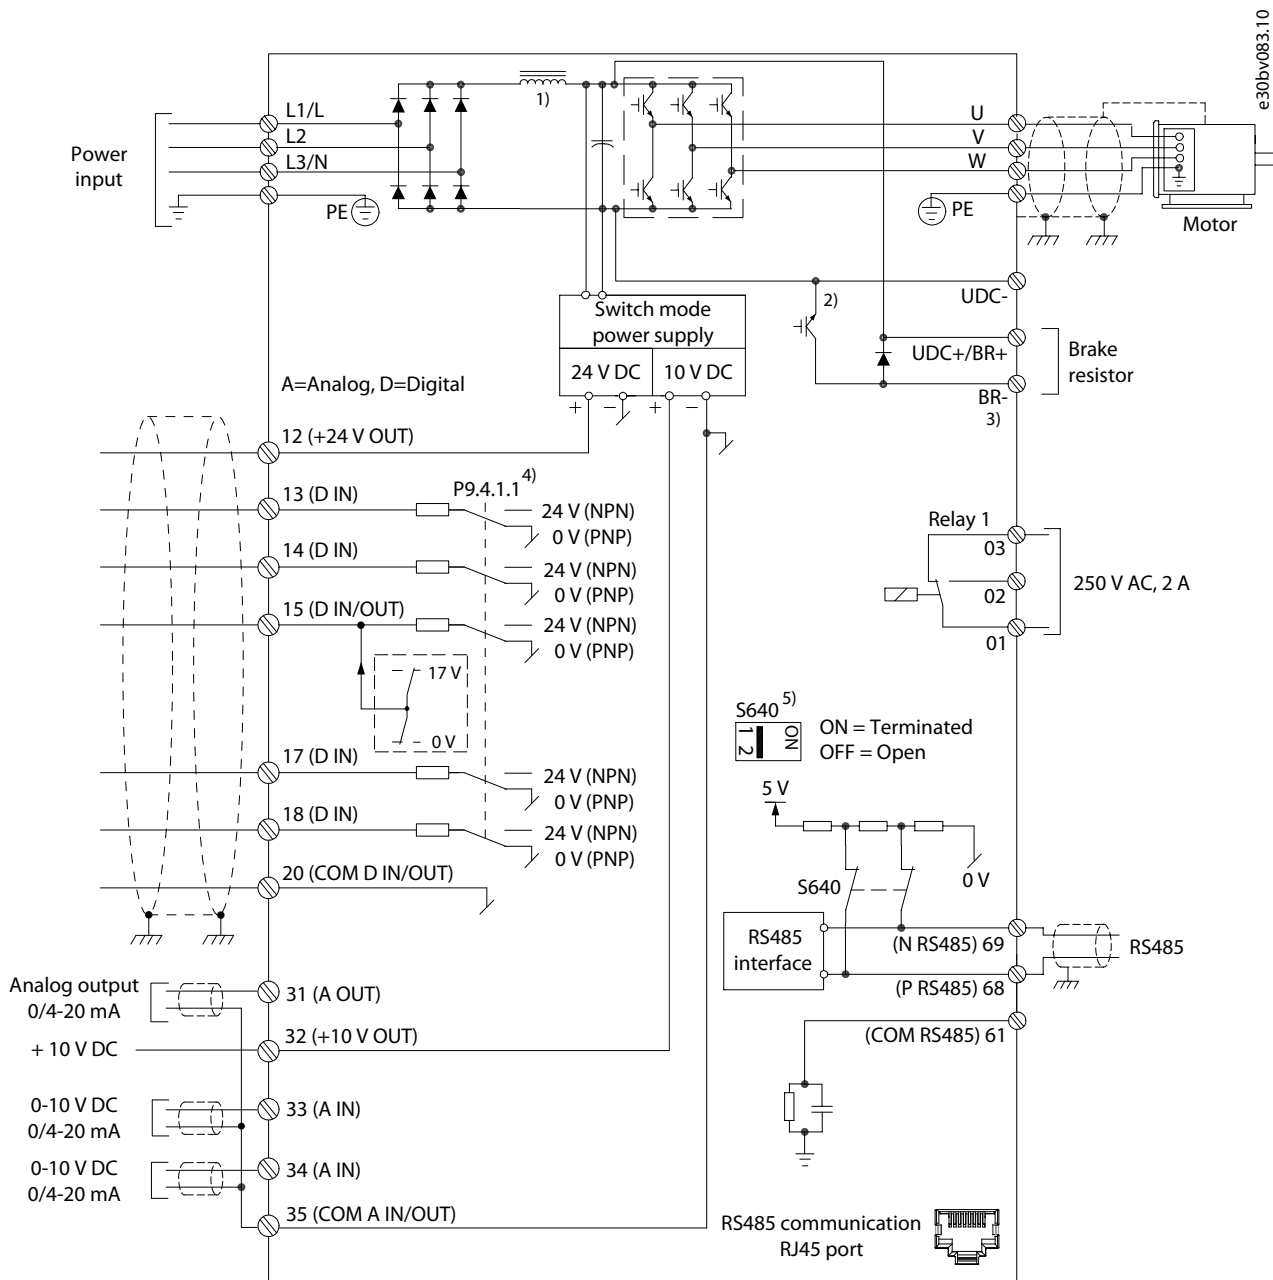 e30bv083.10
Power
input
L1/L
L2
L3/N
PE
1)
U
V
W
PE
Motor
UDC-
2)
Switch mode
power supply
24 V DC
10 V DC
+
−
+
−
UDC+/BR+
BR-
3)
Brake
resistor
A=Analog, D=Digital
12 (+24 V OUT)
13 (D IN)
P9.4.1.1 4)
24 V (NPN)
0 V (PNP)
14 (D IN)
24 V (NPN)
0 V (PNP)
15 (D IN/OUT)
24 V (NPN)
0 V (PNP)
17 V
0 V
17 (D IN)
24 V (NPN)
0 V (PNP)
18 (D IN)
24 V (NPN)
0 V (PNP)
20 (COM D IN/OUT)
Relay 1
03
02
01
250 V AC, 2 A
S640 5)
1 2
ON
ON = Terminated
OFF = Open
5 V
0 V
S640
RS485
interface
(N RS485) 69
(P RS485) 68
RS485
(COM RS485) 61
Analog output
0/4-20 mA
31 (A OUT)
+ 10 V DC
32 (+10 V OUT)
0-10 V DC
0/4-20 mA
33 (A IN)
0-10 V DC
0/4-20 mA
34 (A IN)
35 (COM A IN/OUT)
RS485 communication
RJ45 port